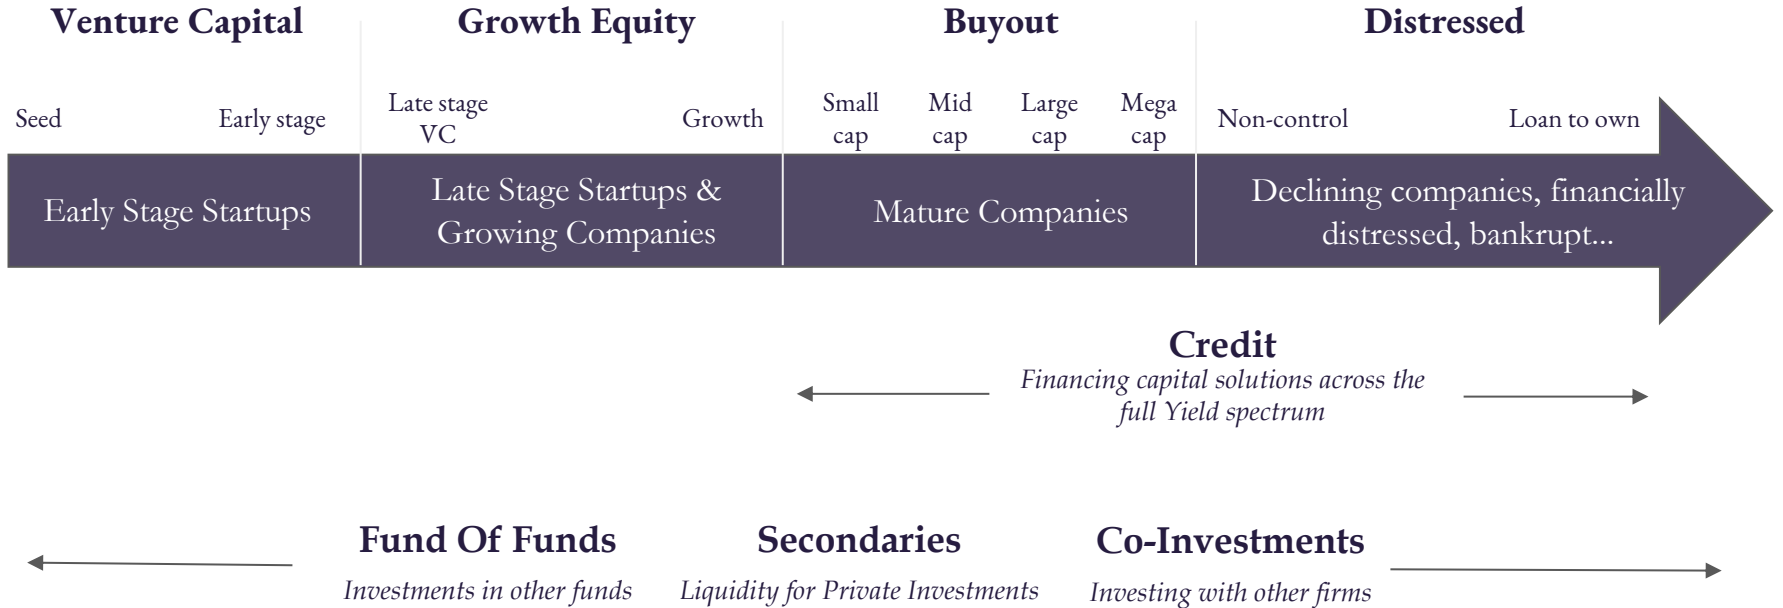 Venture Capital
Growth Equity
Buyout
Distressed
Seed
Early stage
Late stage
VC
Growth
Small
cap
Mid
cap
Large
cap
Mega
cap
Non-control
Loan to own
Early Stage Startups
Late Stage Startups &
Growing Companies
Mature Companies
Declining companies, financially
distressed, bankrupt...
Credit
Financing capital solutions across the
full Yield spectrum
Fund Of Funds
Investments in other funds
Secondaries
Liquidity for Private Investments
Co-Investments
Investing with other firms